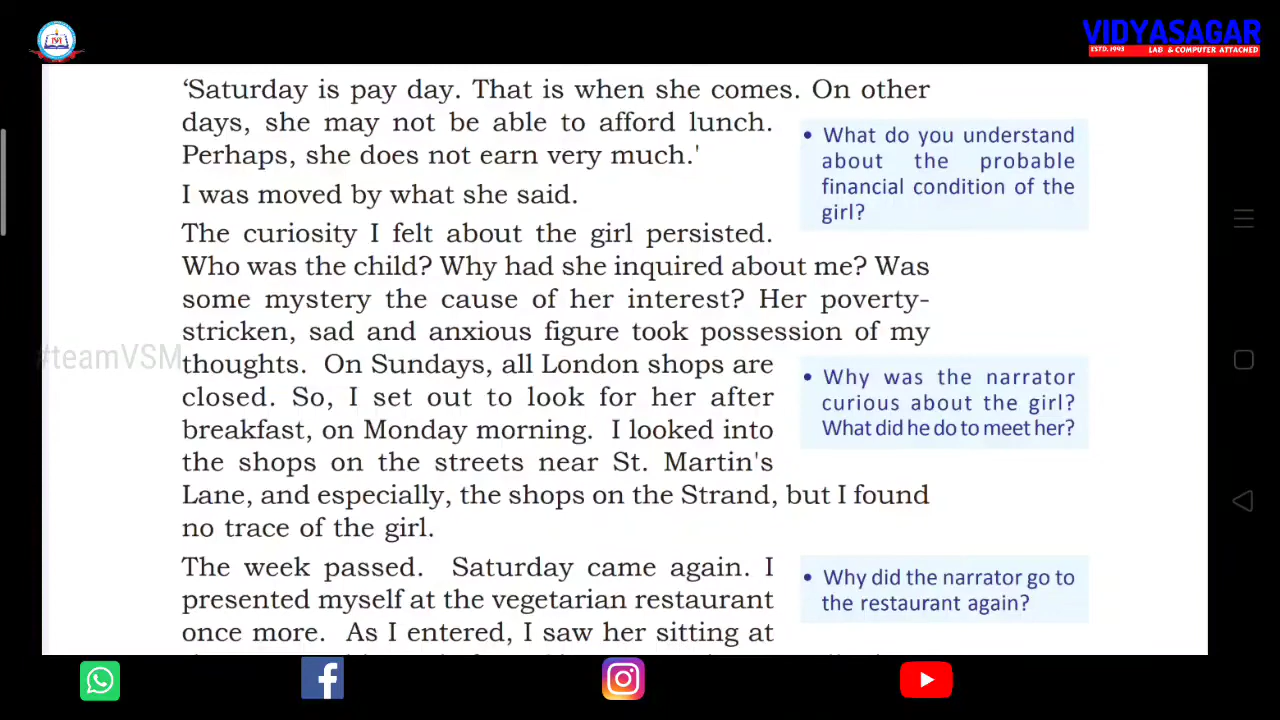 VIDYASAGAR
ESTD. 1993 LAB & COMPUTER ATTACHED
‘Saturday is pay day. That is when she comes. On other
days, she may not be able to afford lunch.
Perhaps, she does not earn very much.'
• What do you understand
about the probable
financial condition of the
girl?
I was moved by what she said.
The curiosity I felt about the girl persisted.
Who was the child? Why had she inquired about me? Was
some mystery the cause of her interest? Her poverty-
stricken, sad and anxious figure took possession of my
#teamVSM
thoughts. On Sundays, all London shops are
closed. So, I set out to look for her after
breakfast, on Monday morning. I looked into
the shops on the streets near St. Martin's
Lane, and especially, the shops on the Strand, but I found
no trace of the girl.
• Why was the narrator
curious about the girl?
What did he do to meet her?
The week passed. Saturday came again. I
presented myself at the vegetarian restaurant
once more. As I entered, I saw her sitting at
• Why did the narrator go to
the restaurant again?